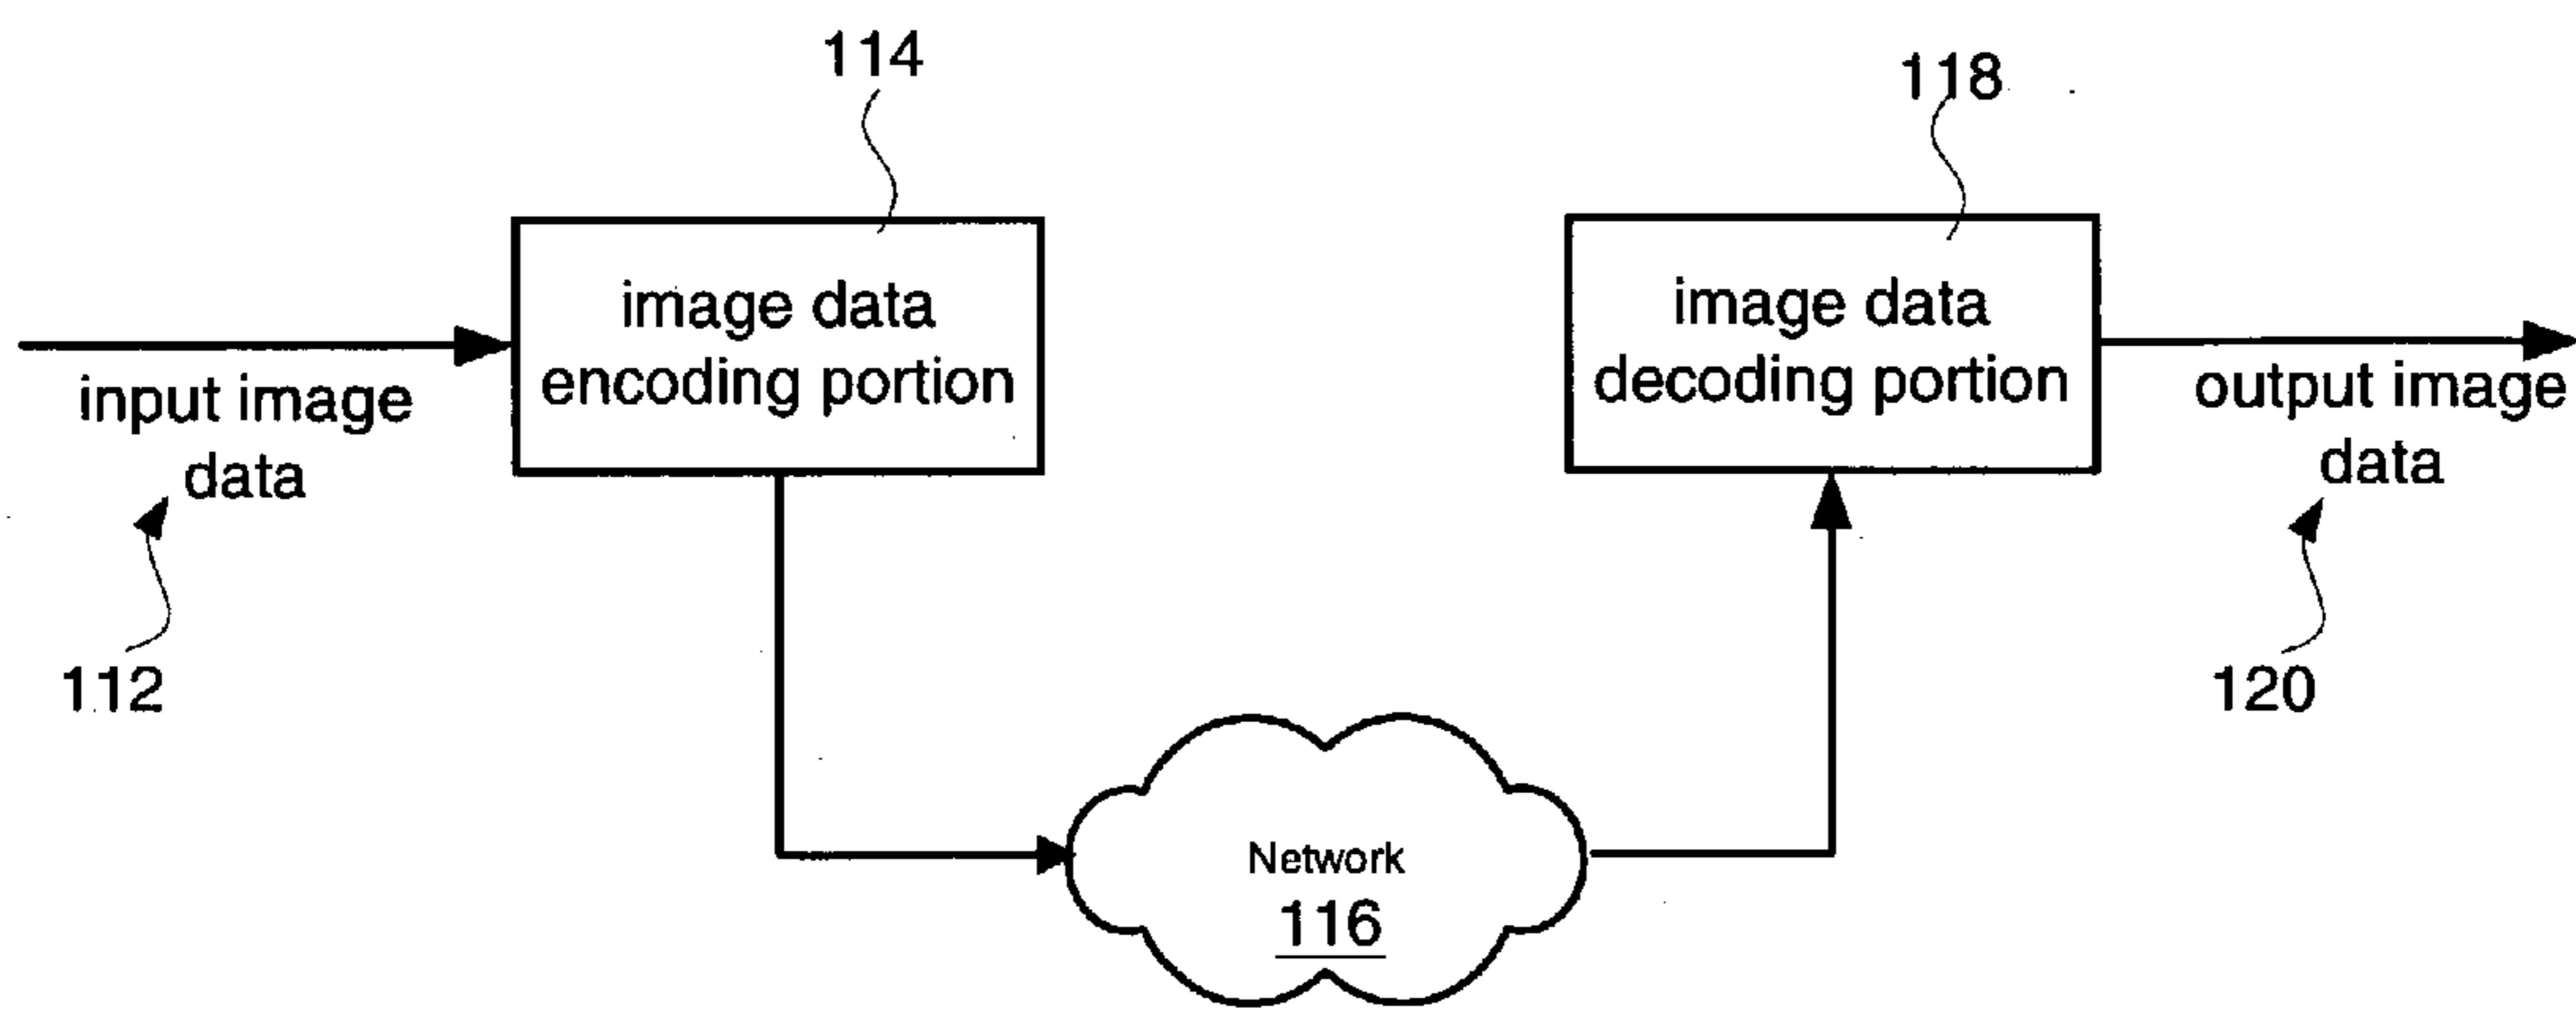 114
118
image data
encoding portion
image data
decoding portion
input image
data
output image
data
112
120
Network
116